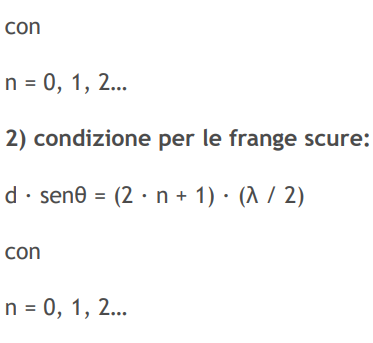 con
n = 0, 1, 2...
2) condizione per le frange scure:
d · senθ = (2 · n + 1) · (λ / 2)
con
n = 0, 1, 2...